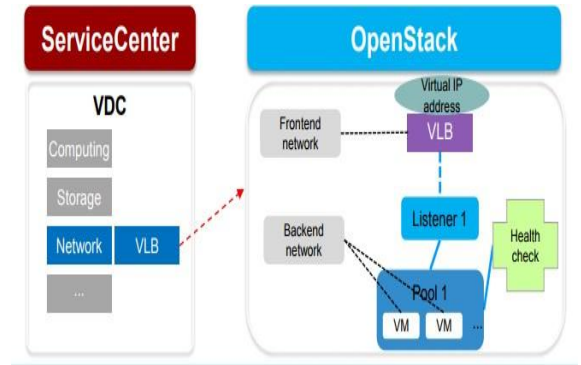 ServiceCenter
VDC
Computing
Storage
Network
VLB
...
OpenStack
Virtual IP
address
VLB
Frontend
network
Listener 1
Backend
network
Health
check
Pool 1
VM
VM
...